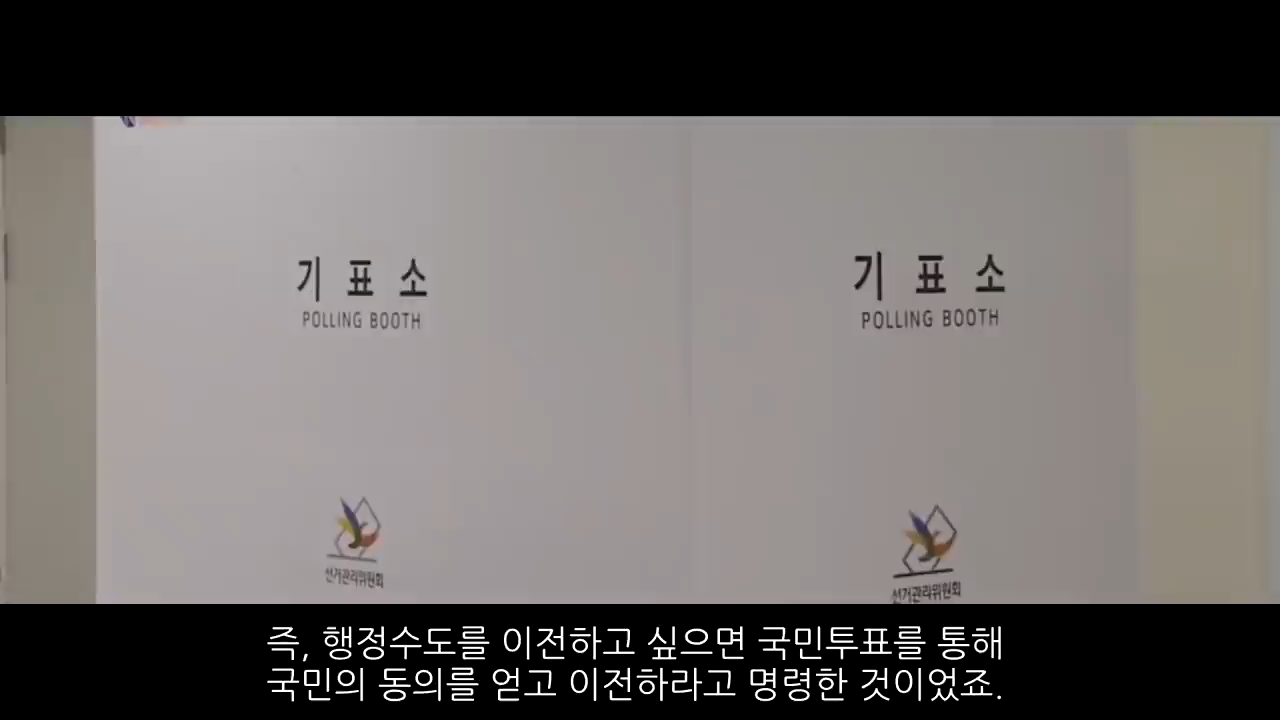 기 표 소
POLLING BOOTH
선거관리위원회
기 표 소
POLLING BOOTH
선거관리위원회
즉, 행정수도를 이전하고 싶으면 국민투표를 통해
국민의 동의를 얻고 이전하라고 명령한 것이었죠.